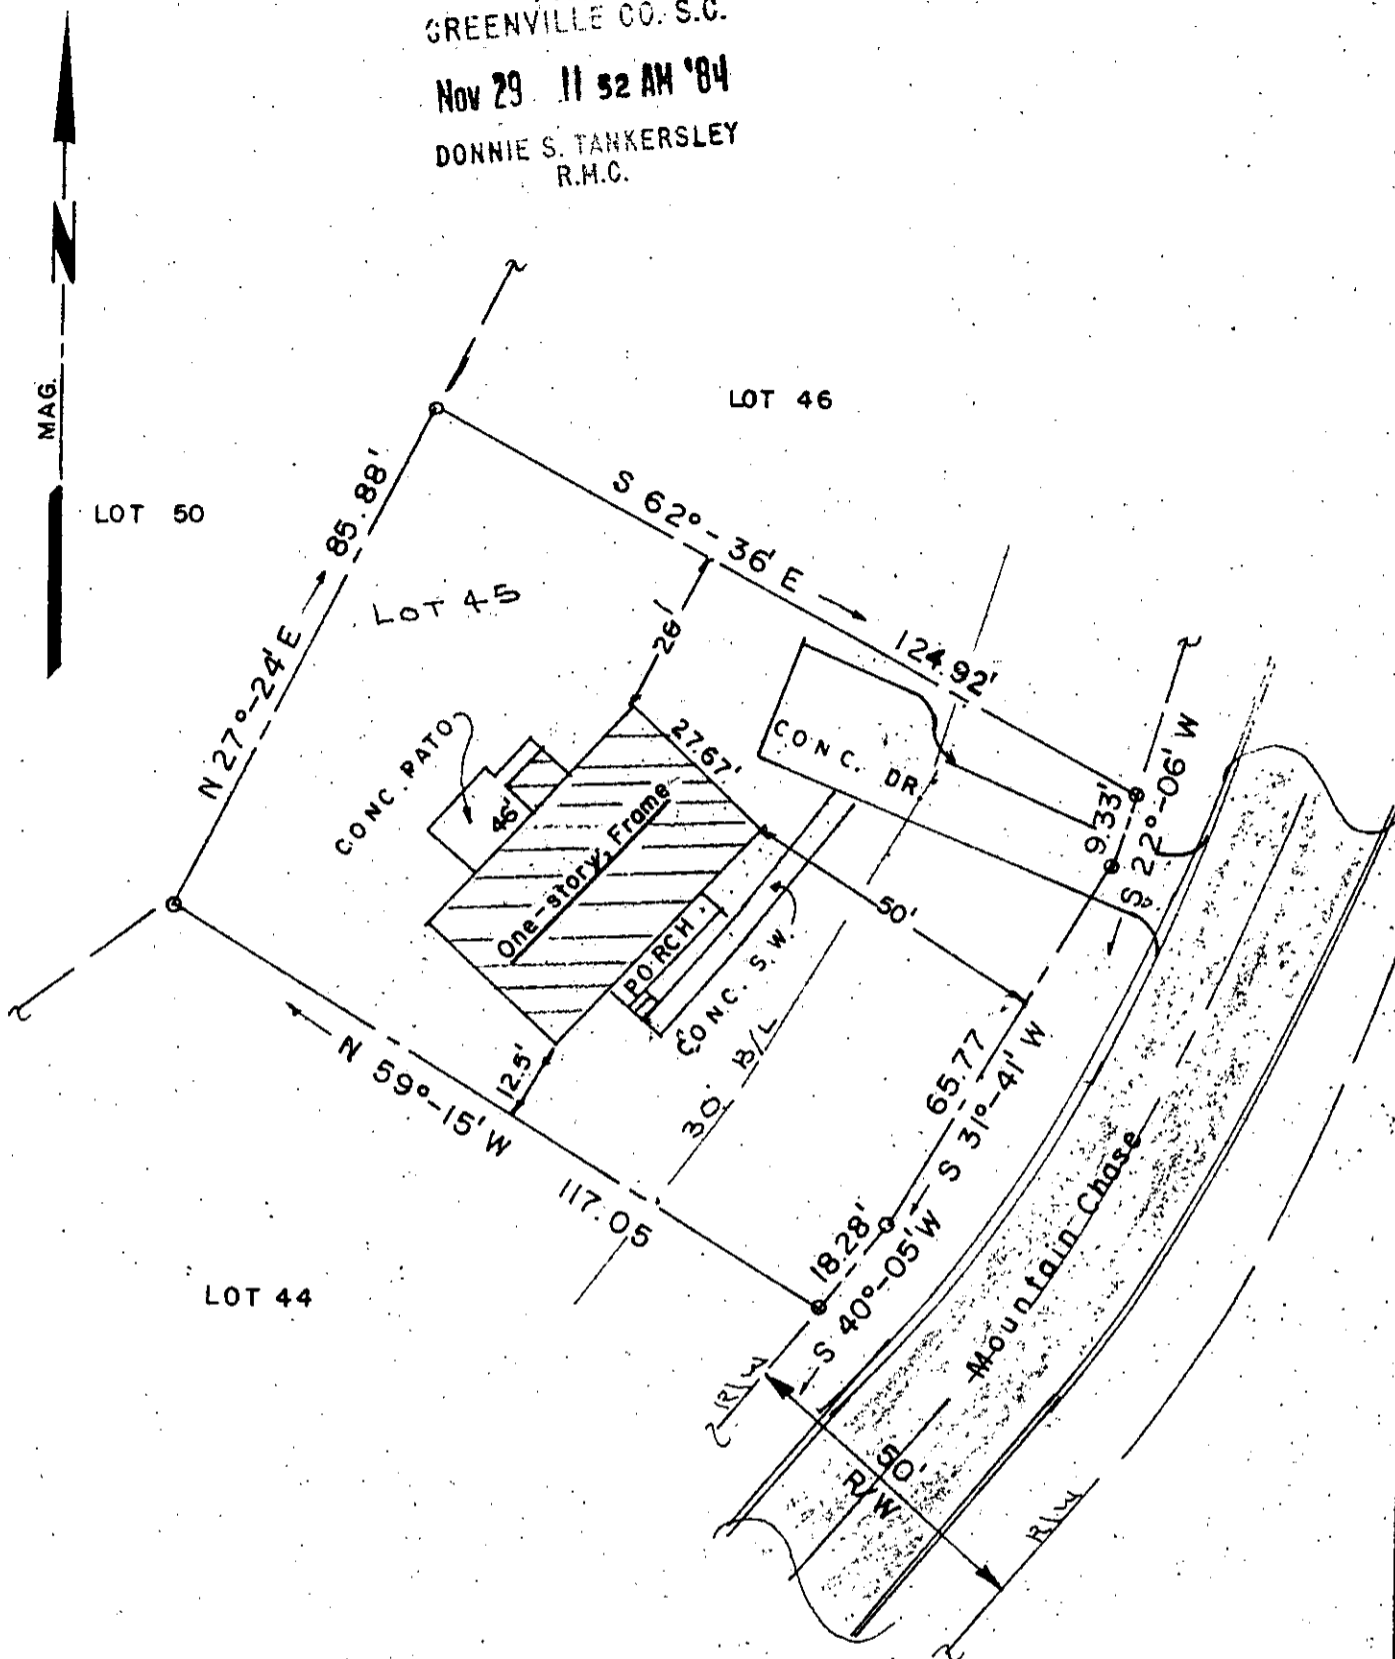 GREENVILLE CO. S.C.
Nov 29 11 52 AM '84
DONNIE S. TANKERSLEY
R.M.C.
N
MAG.
LOT 46
LOT 50
N 27°-24' E 85.88'
S 62°-36' E 124.92'
LOT 45
26'
CONC. PATO
27.67'
46'
One-story, Frame
CONC. DR.
9.33'
S 22°-06' W
PORCH
CONC. S.W.
50'
30' B/L
65.77
S 31°-41' W
12.5'
N 59°-15' W
117.05
18.28'
S 40°-05' W
LOT 44
Mountain Chase
R/W
50'
R/W
R/W